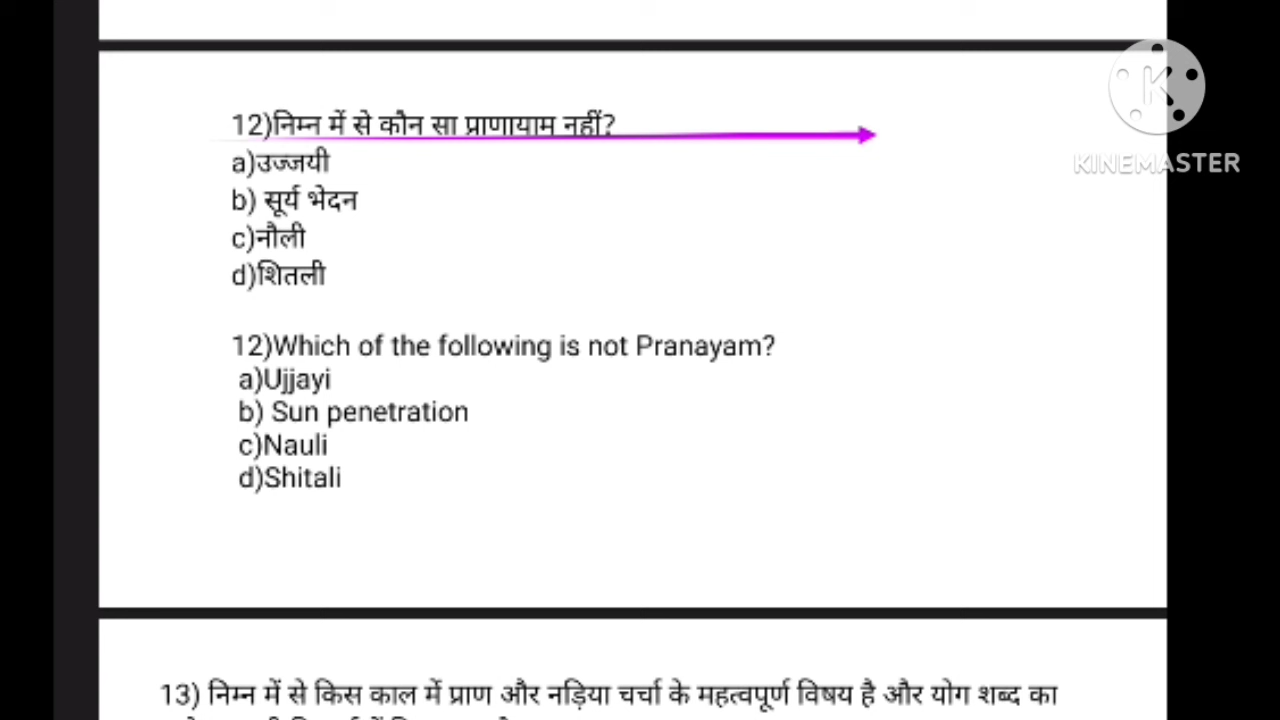 12)निम्न में से कौन सा प्राणायाम नहीं?
a)उज्जयी
b) सूर्य भेदन
c)नौली
d)शितली
12)Which of the following is not Pranayam?
a)Ujjayi
b) Sun penetration
c)Nauli
d)Shitali
13) निम्न में से किस काल में प्राण और नड़िया चर्चा के महत्वपूर्ण विषय है और योग शब्द का
KINEMASTER